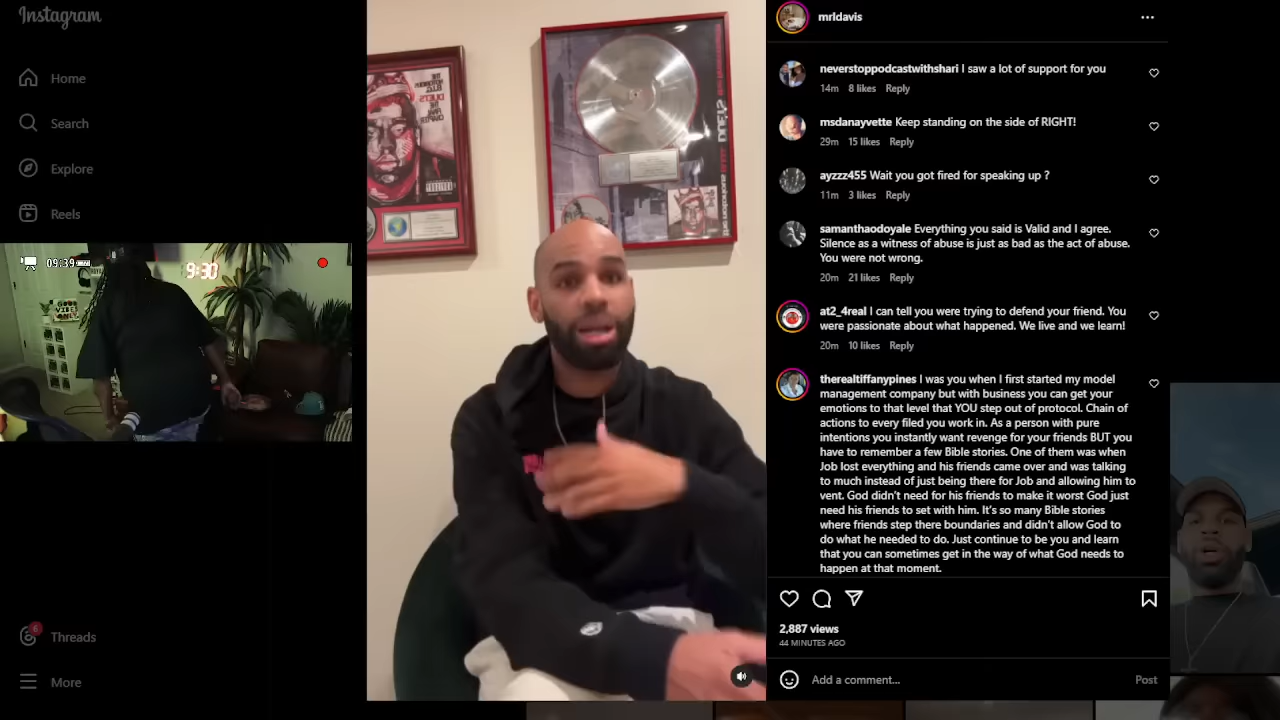 Instagram
Home
Search
Explore
Reels
09:39
9:30
GOOD
VIBES
ONLY
6
Threads
More
mrldavis
neverstoppodcastwithshari I saw a lot of support for you
14m 8 likes Reply
msdanayvette Keep standing on the side of RIGHT!
29m 15 likes Reply
ayzzz455 Wait you got fired for speaking up ?
11m 3 likes Reply
samanthaodoyale Everything you said is Valid and I agree.
Silence as a witness of abuse is just as bad as the act of abuse.
You were not wrong.
20m 21 likes Reply
at2_4real I can tell you were trying to defend your friend. You
were passionate about what happened. We live and we learn!
20m 10 likes Reply
therealtiffanypines I was you when I first started my model
management company but with business you can get your
emotions to that level that YOU step out of protocol. Chain of
actions to every filed you work in. As a person with pure
intentions you instantly want revenge for your friends BUT you
have to remember a few Bible stories. One of them was when
Job lost everything and his friends came over and was talking
to much instead of just being there for Job and allowing him to
vent. God didn't need for his friends to make it worst God just
need his friends to set with him. It's so many Bible stories
where friends step there boundaries and didn't allow God to
do what he needed to do. Just continue to be you and learn
that you can sometimes get in the way of what God needs to
happen at that moment.
2,887 views
44 MINUTES AGO
Add a comment...
Post